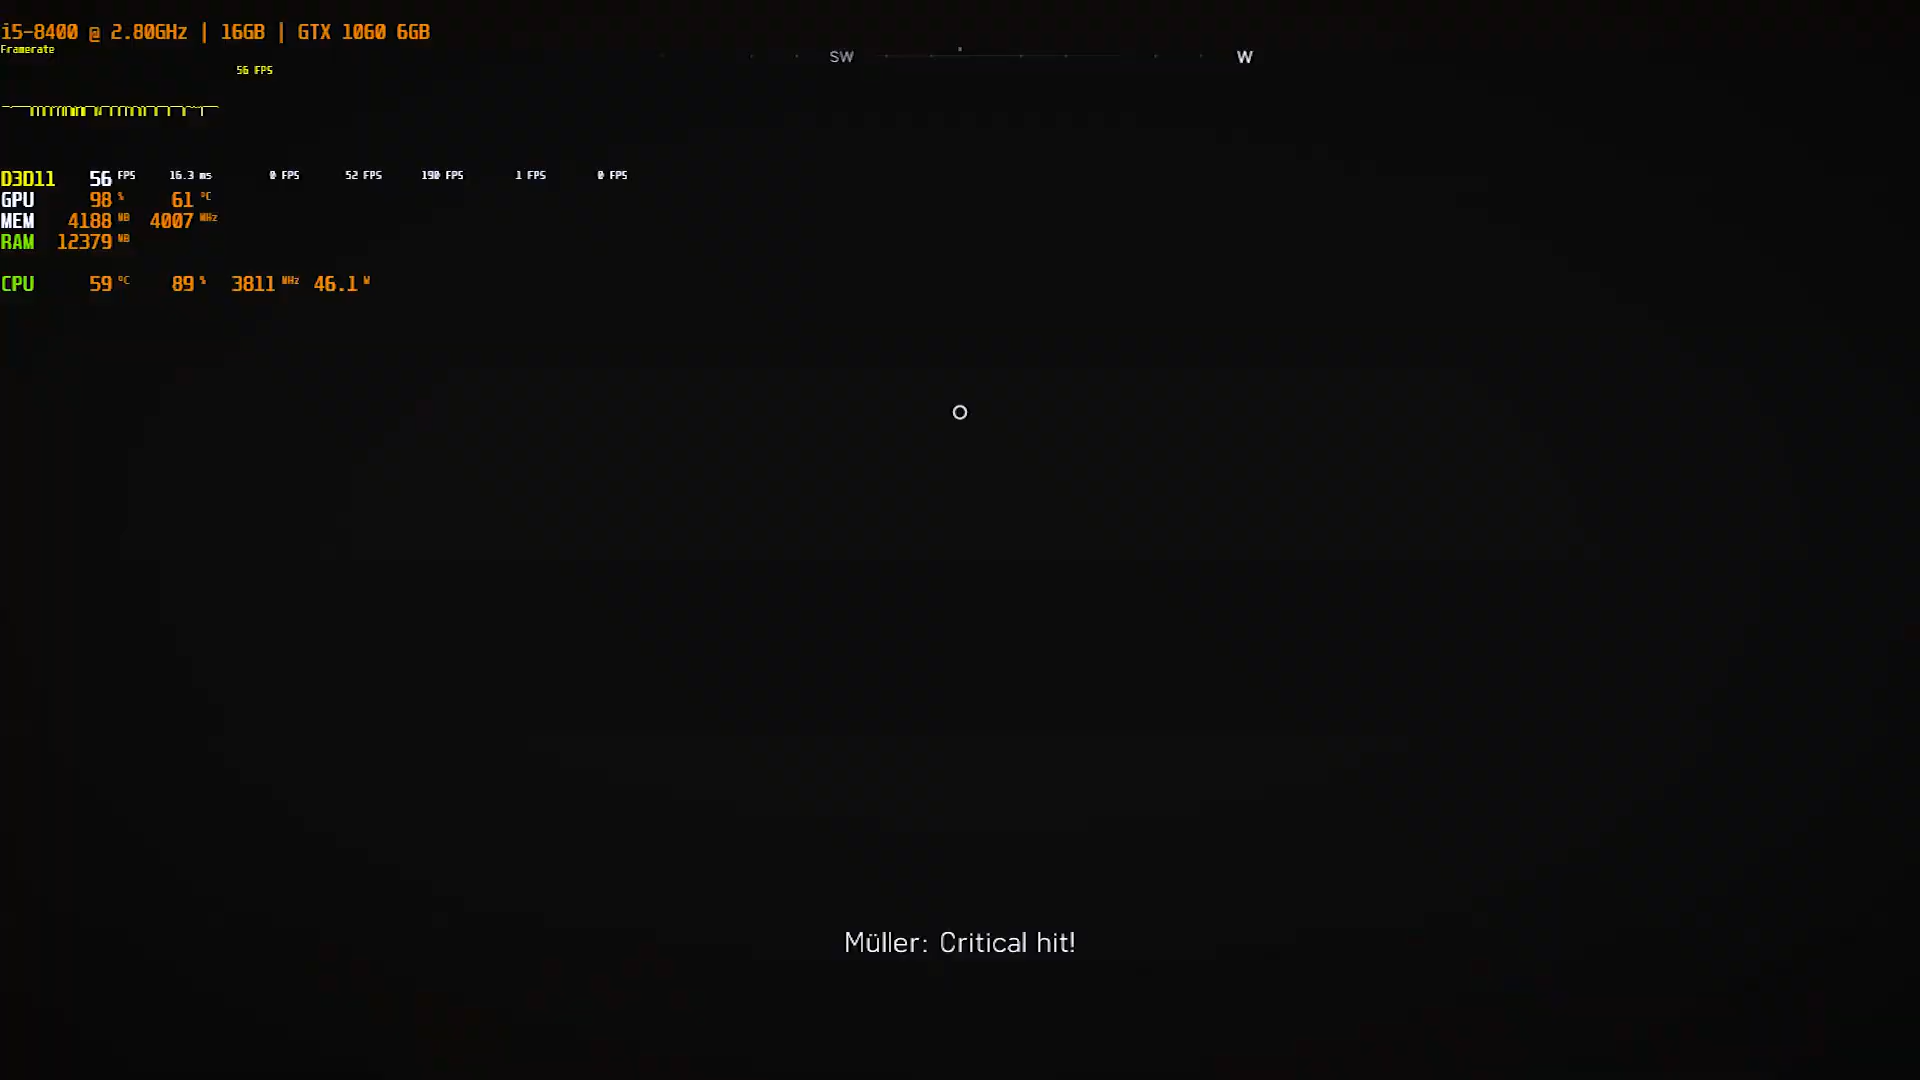 i5-8400 @ 2.80GHz | 16GB | GTX 1060 6GB
Framerate
SW W
56 FPS
D3D11 56 FPS 16.3 ms 0 FPS 52 FPS 190 FPS 1 FPS 0 FPS
GPU 98 % 61 °C
MEM 4188 MB 4007 MHz
RAM 12379 MB
CPU 59 °C 89 % 3811 MHz 46.1 W
Müller: Critical hit!